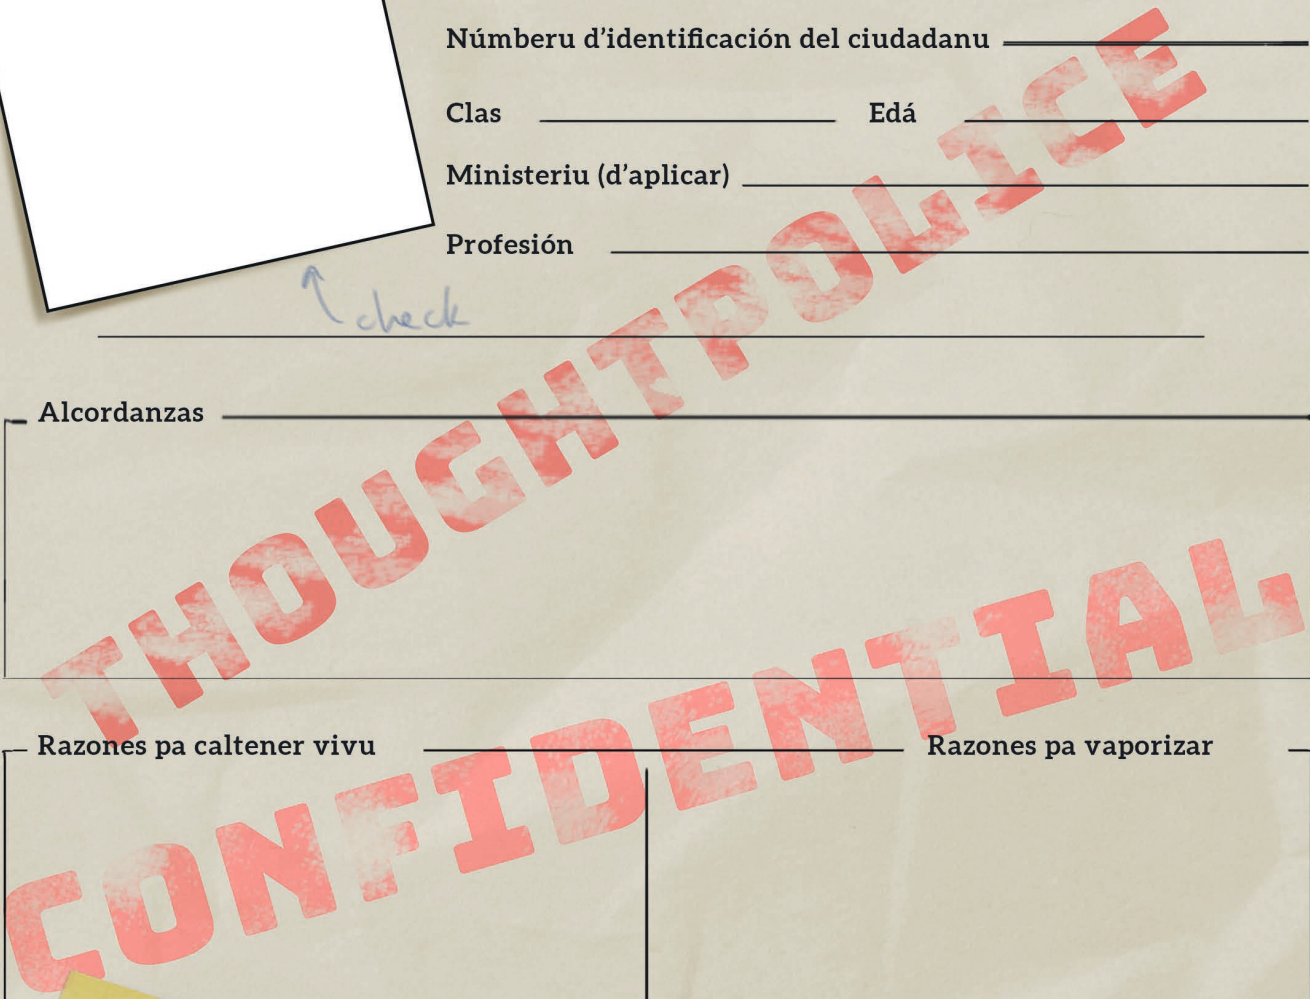 Númberu d’identificación del ciudadanu
Clas
Edá
Ministeriu (d’aplicar)
Profesión
check
Alcordanzas
THOUGHTPOLICE
Razones pa caltener vivu
Razones pa vaporizar
CONFIDENTIAL